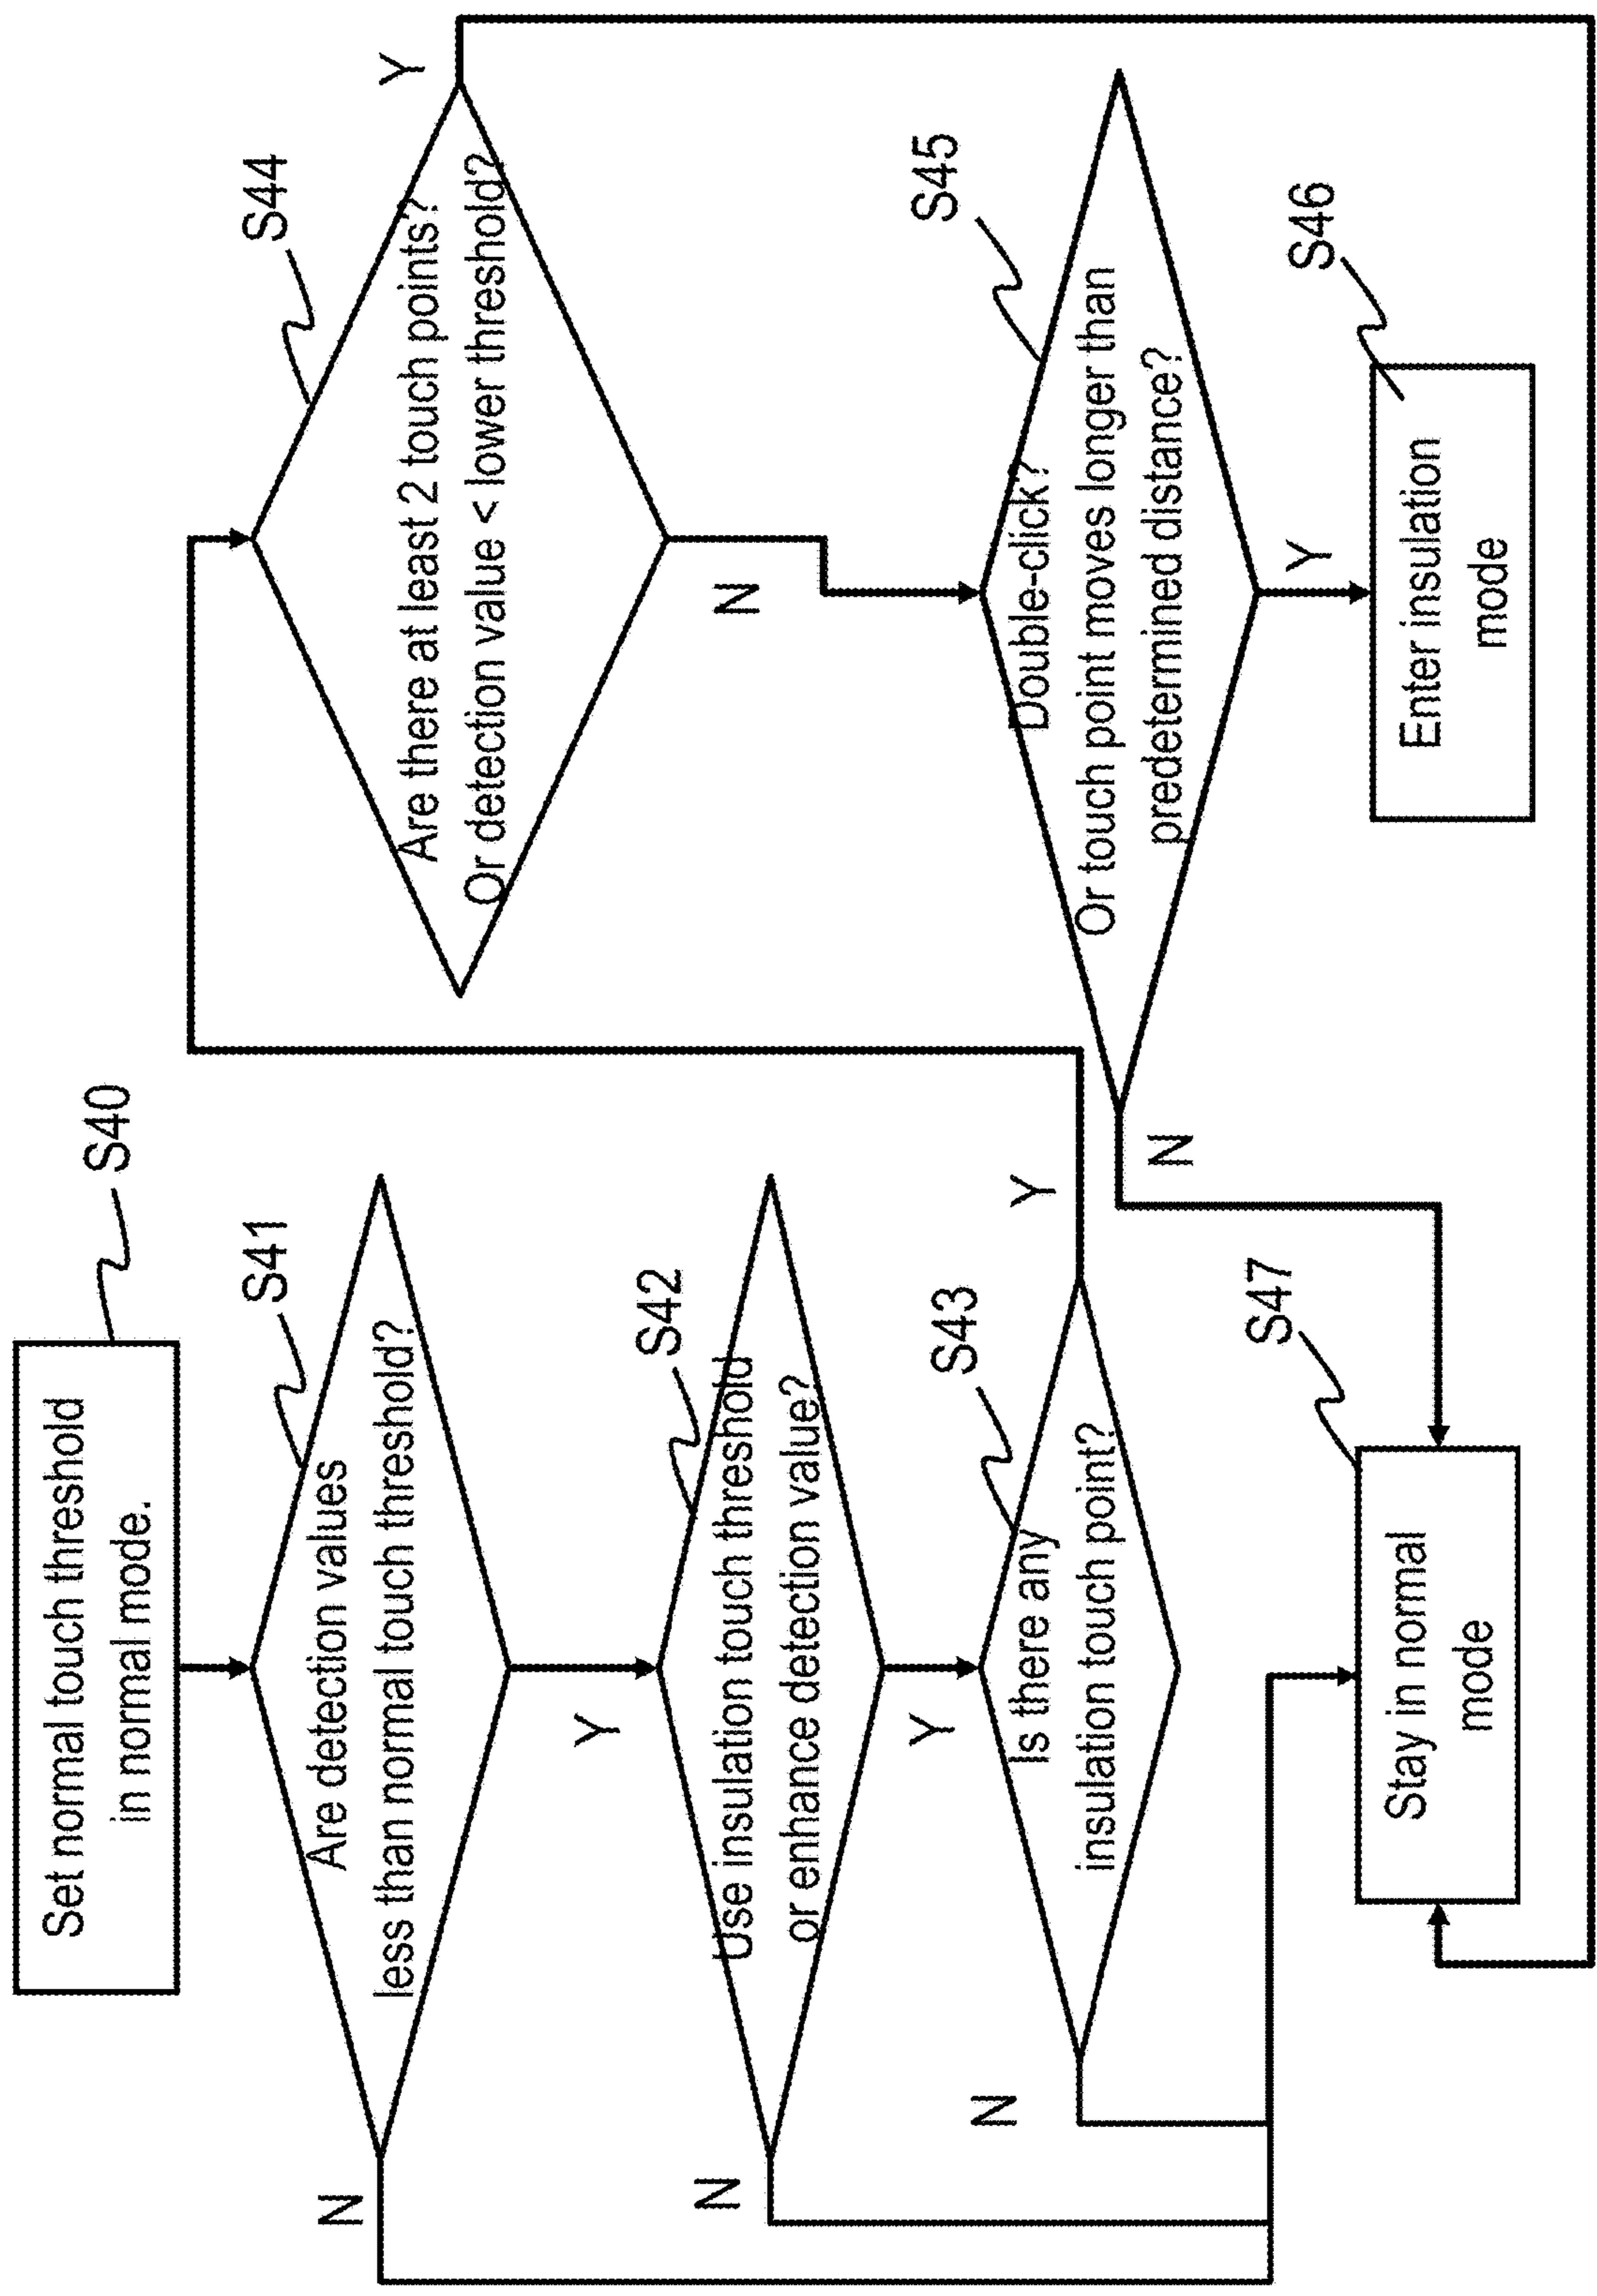 Set normal touch threshold
in normal mode.
S40
Are detection values
less than normal touch threshold?
S41
N
Y
Use insulation touch threshold
or enhance detection value?
S42
N
Y
Is there any
insulation touch point?
S43
N
Y
Stay in normal
mode
S47
Are there at least 2 touch points?
Or detection value < lower threshold?
S44
Y
N
Double-click?
Or touch point moves longer than
predetermined distance?
S45
N
Y
Enter insulation
mode
S46